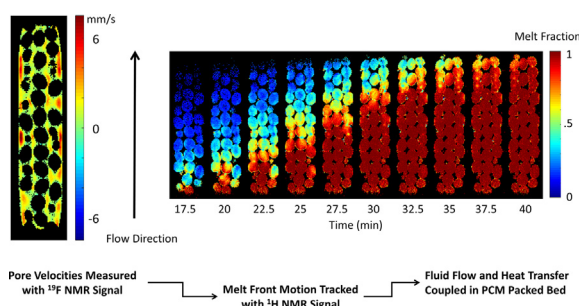 mm/s
6
0
-6
Flow Direction
Melt Fraction
1
.5
0
17.5 20 22.5 25 27.5 30 32.5 35 37.5 40
Time (min)
Pore Velocities Measured
with 19F NMR Signal
Melt Front Motion Tracked
with 1H NMR Signal
Fluid Flow and Heat Transfer
Coupled in PCM Packed Bed